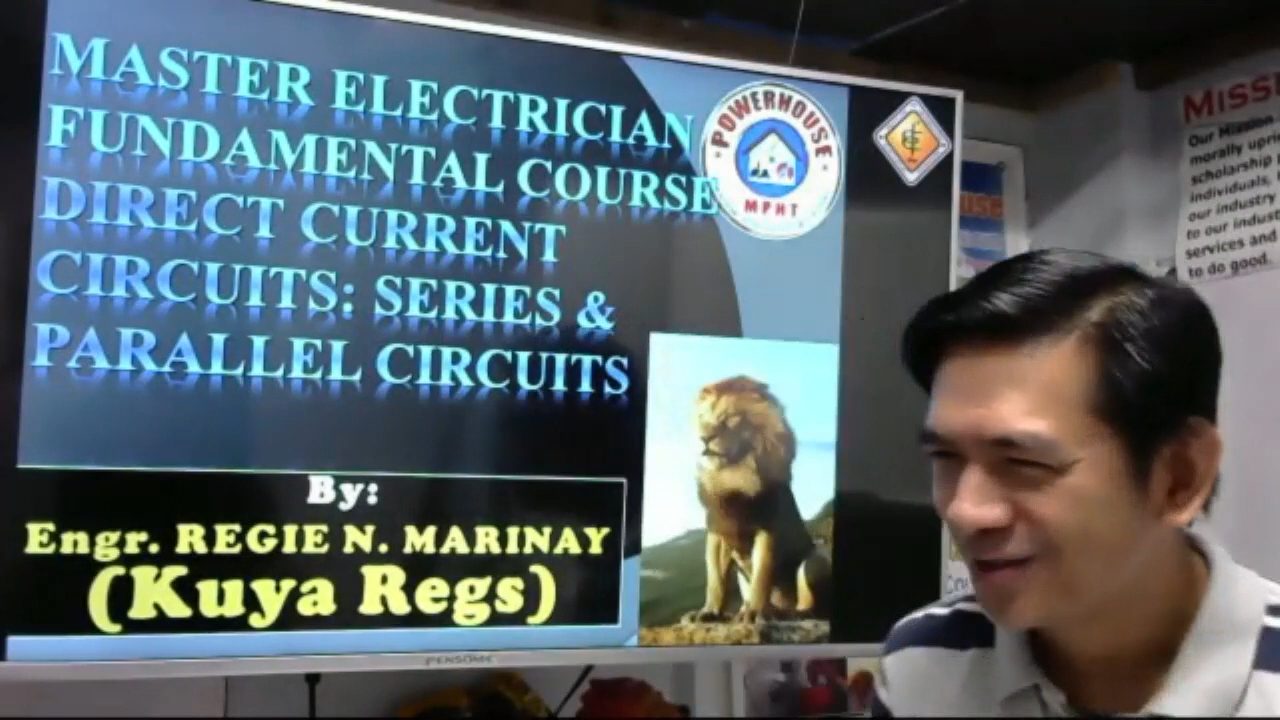 MASTER ELECTRICIAN
FUNDAMENTAL COURSE
DIRECT CURRENT
CIRCUITS: SERIES &
PARALLEL CIRCUITS
POWERHOUSE
MPHT
By:
Engr. REGIE N. MARINAY
(Kuya Regs)
PENSONIC
Our Mission
morally upri
scholarship
individuals,
our industry
to our indus
services and
to do good.